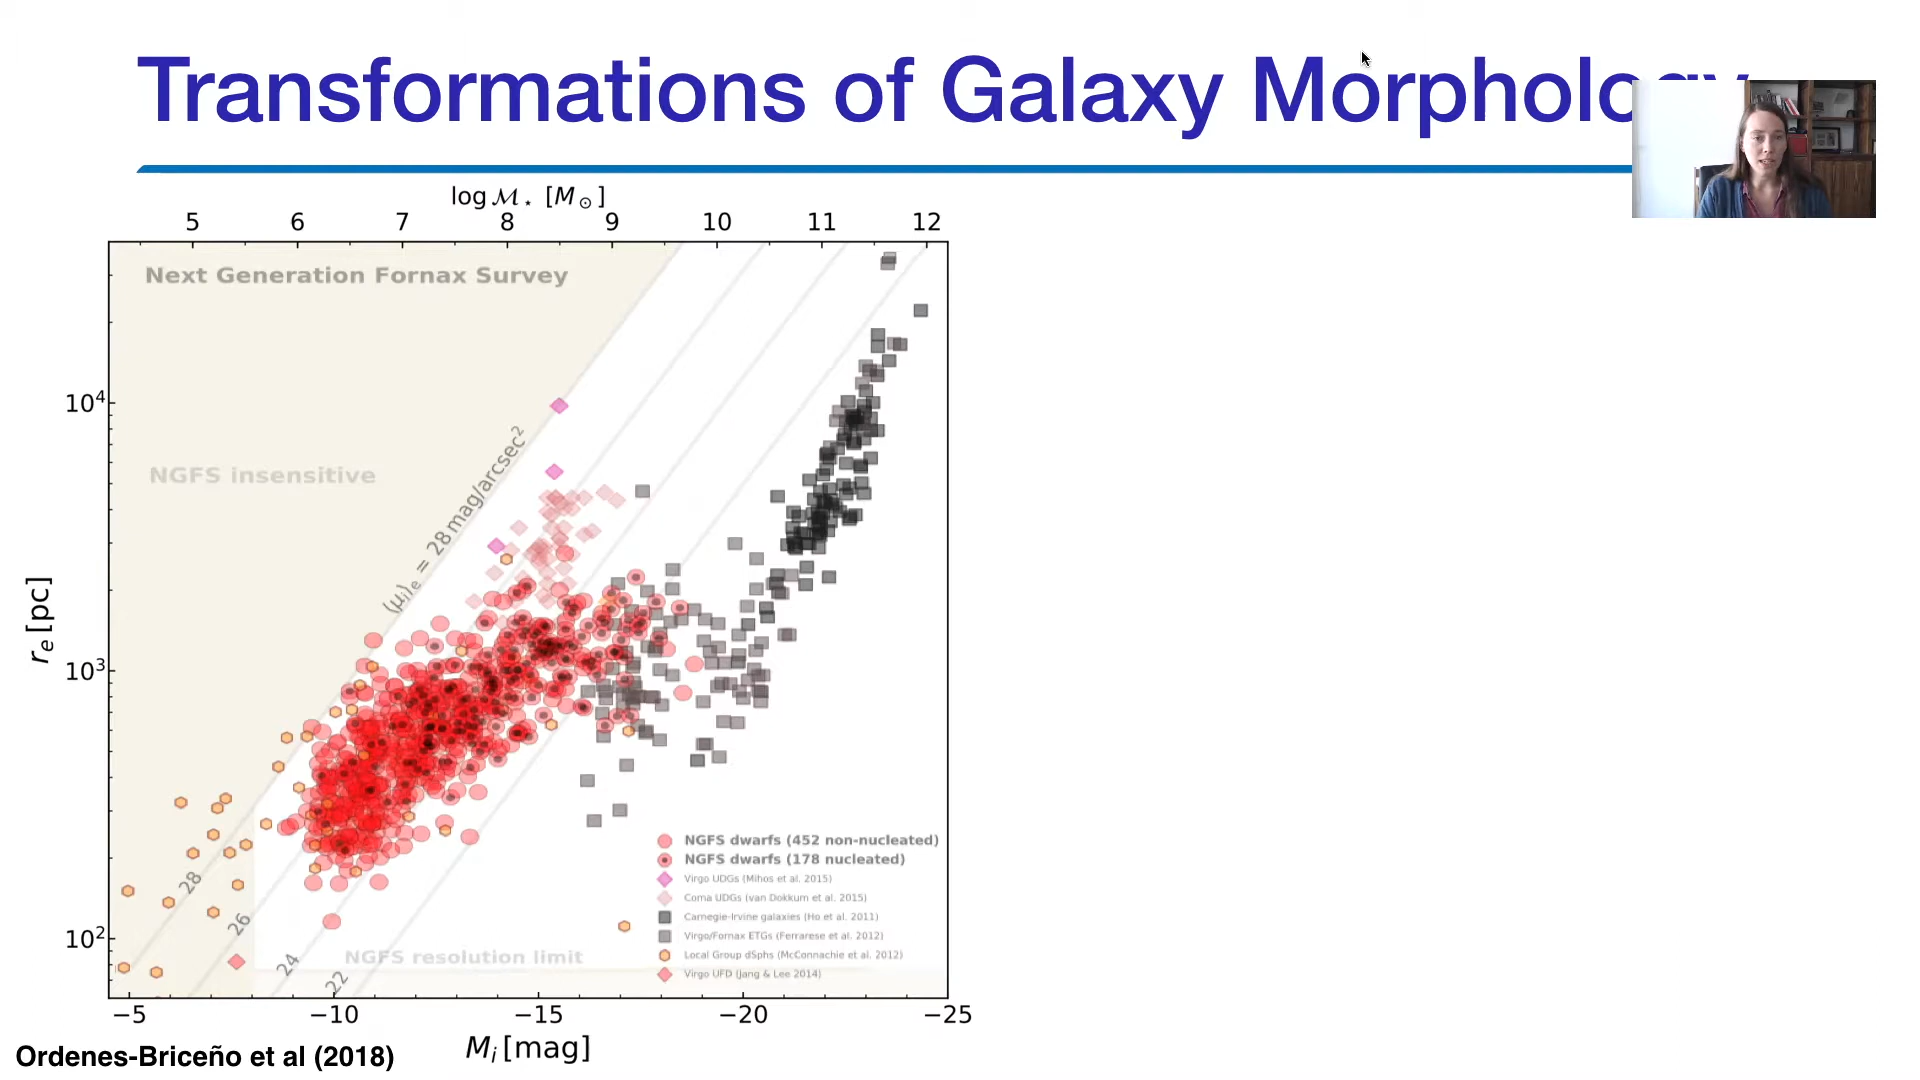 Transformations of Galaxy Morphology
log ℳ⋆ [M⊙]
5 6 7 8 9 10 11 12
Next Generation Fornax Survey
NGFS insensitive
⟨μi⟩e = 28 mag/arcsec²
10⁴
10³
10²
re [pc]
28
26
24
22
NGFS resolution limit
NGFS dwarfs (452 non-nucleated)
NGFS dwarfs (178 nucleated)
Virgo UDGs (Mihos et al. 2015)
Coma UDGs (van Dokkum et al. 2015)
Carnegie-Irvine galaxies (Ho et al. 2011)
Virgo/Fornax ETGs (Ferrarese et al. 2012)
Local Group dSphs (McConnachie et al. 2012)
Virgo UFD (Jang & Lee 2014)
−5 −10 −15 −20 −25
Mi [mag]
Ordenes-Briceño et al (2018)